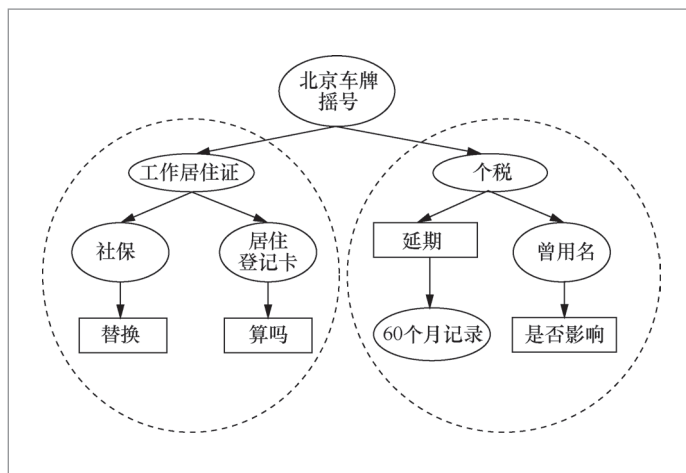 北京车牌
摇号
工作居住证
个税
社保
居住
登记卡
延期
曾用名
替换
算吗
60个月记录
是否影响